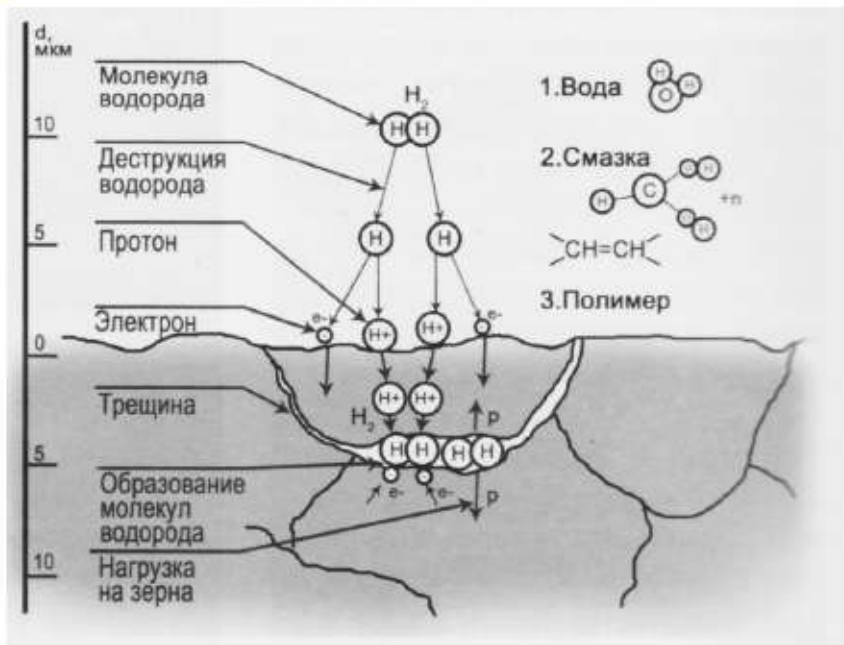 d,
мкм
10
5
0
5
10
Молекула
водорода
Деструкция
водорода
Протон
Электрон
Трещина
Образование
молекул
водорода
Нагрузка
на зерна
H₂
H H
H H
e- H+ H+ e-
H+ H+
H₂ p
H H H H
e- e- p
1.Вода
H H
O
2.Смазка
H C O H
O H
+n
CH=CH
3.Полимер